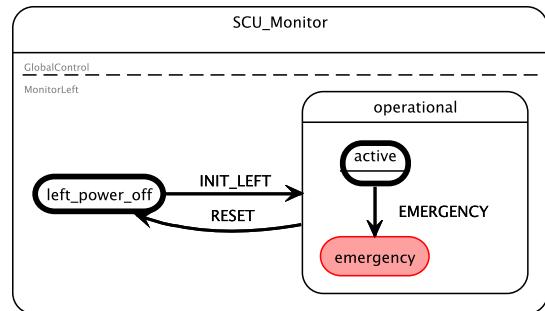 SCU_Monitor
GlobalControl
MonitorLeft
operational
active
INIT_LEFT
left_power_off
RESET
EMERGENCY
emergency